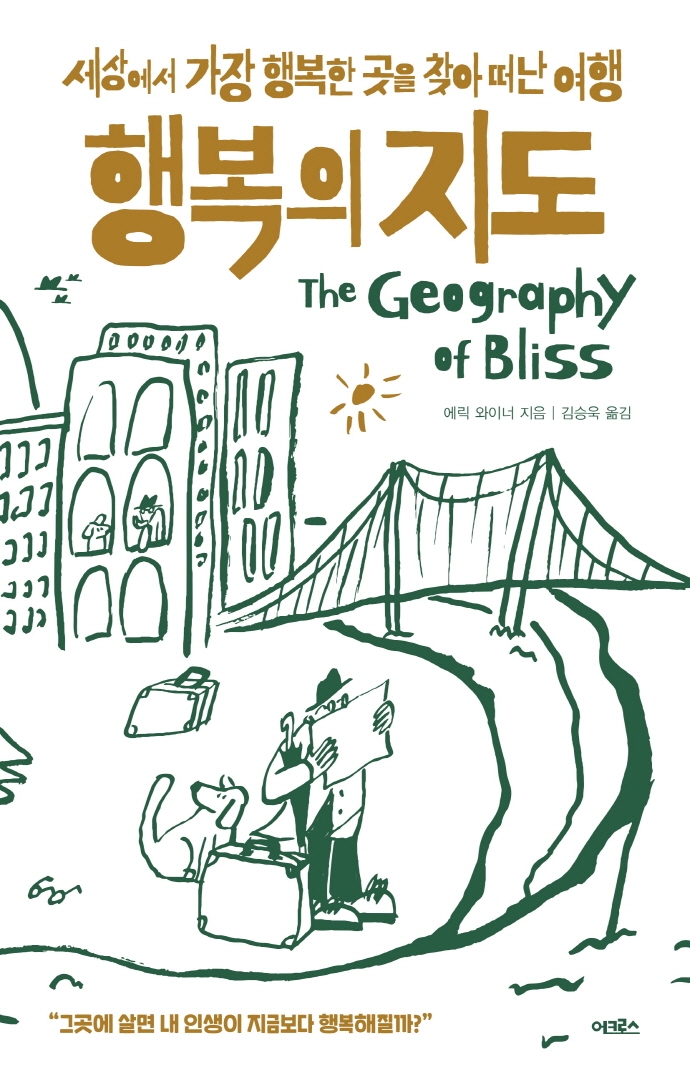 세상에서 가장 행복한 곳을 찾아 떠난 여행
행복의 지도
The Geography
of Bliss
에릭 와이너 지음 | 김승욱 옮김
“그곳에 살면 내 인생이 지금보다 행복해질까?”
어크로스